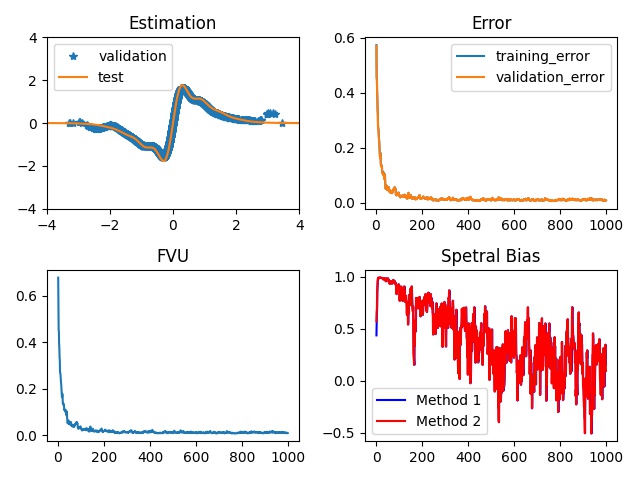 Estimation
4
2
0
−2
−4
−4 −2 0 2 4
validation
test
Error
0.6
0.4
0.2
0.0
0 200 400 600 800 1000
training_error
validation_error
FVU
0.6
0.4
0.2
0.0
0 200 400 600 800 1000
Spetral Bias
1.0
0.5
0.0
−0.5
0 200 400 600 800 1000
Method 1
Method 2